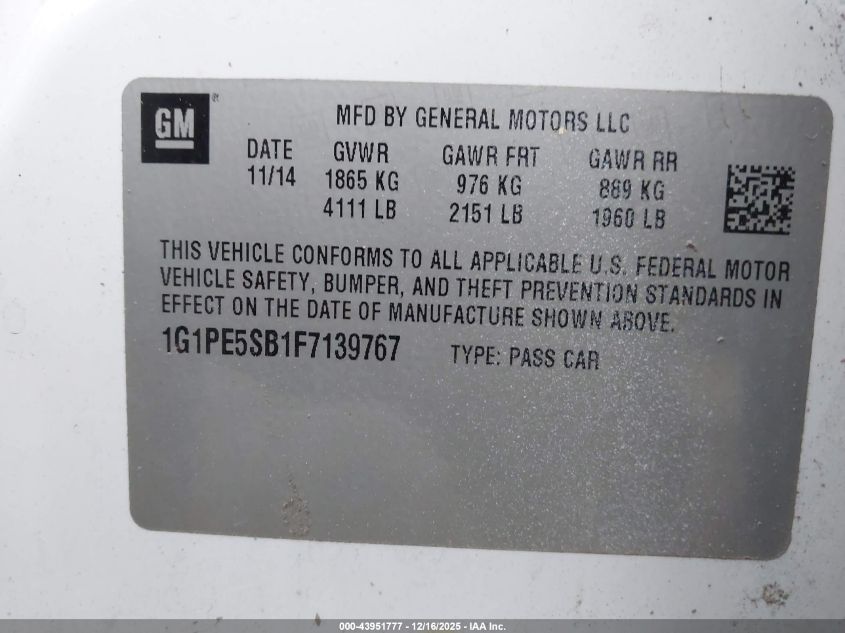 GM
MFD BY GENERAL MOTORS LLC
DATE GVWR GAWR FRT GAWR RR
11/14 1865 KG 976 KG 889 KG
4111 LB 2151 LB 1960 LB
THIS VEHICLE CONFORMS TO ALL APPLICABLE U.S. FEDERAL MOTOR
VEHICLE SAFETY, BUMPER, AND THEFT PREVENTION STANDARDS IN
EFFECT ON THE DATE OF MANUFACTURE SHOWN ABOVE.
1G1PE5SB1F7139767 TYPE: PASS CAR
000-43951777 - 12/16/2025 - IAA Inc.